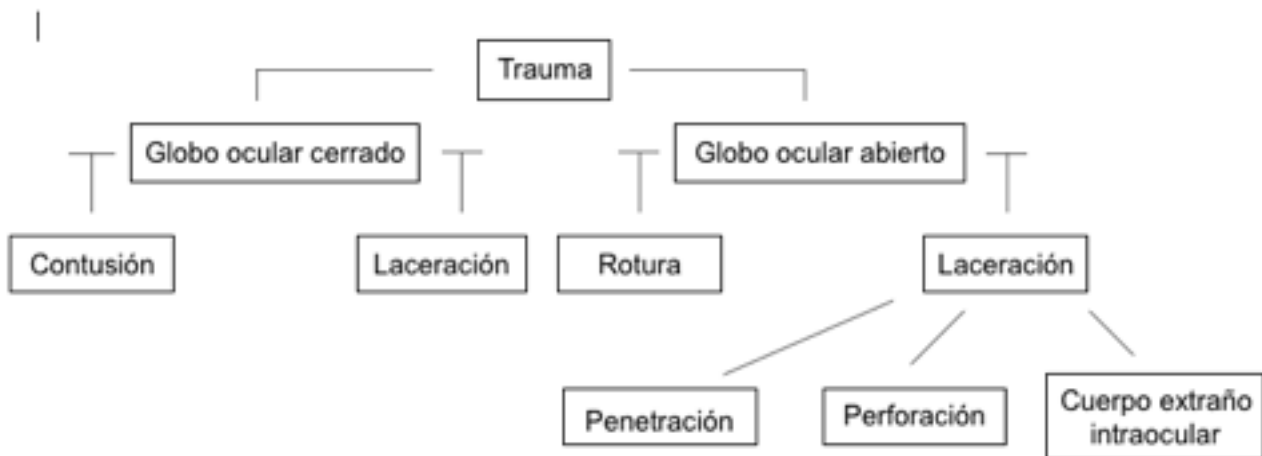 Trauma
Globo ocular cerrado
Globo ocular abierto
Contusión
Laceración
Rotura
Laceración
Penetración
Perforación
Cuerpo extraño
intraocular